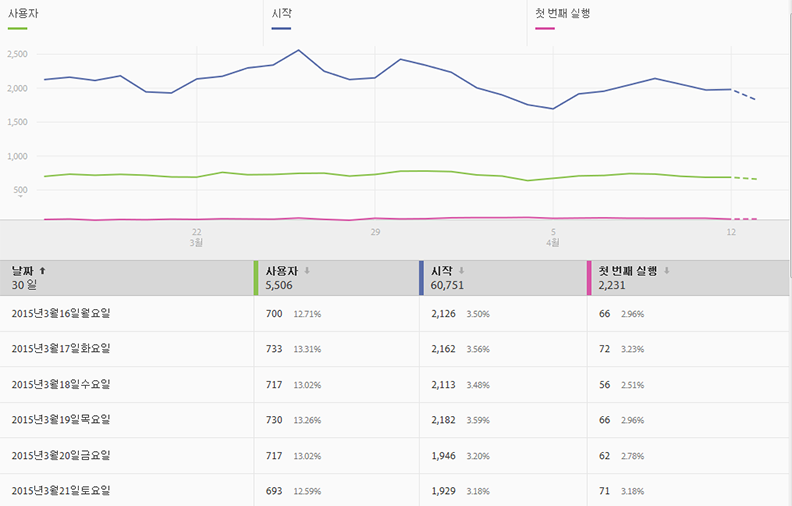 사용자 시작 첫 번째 실행
2,500
2,000
1,500
1,000
500
22 29 5 12
3월 4월
날짜 사용자 시작 첫 번째 실행
30 일 5,506 60,751 2,231
2015년3월16일월요일 700 12.71% 2,126 3.50% 66 2.96%
2015년3월17일화요일 733 13.31% 2,162 3.56% 72 3.23%
2015년3월18일수요일 717 13.02% 2,113 3.48% 56 2.51%
2015년3월19일목요일 730 13.26% 2,182 3.59% 66 2.96%
2015년3월20일금요일 717 13.02% 1,946 3.20% 62 2.78%
2015년3월21일토요일 693 12.59% 1,929 3.18% 71 3.18%